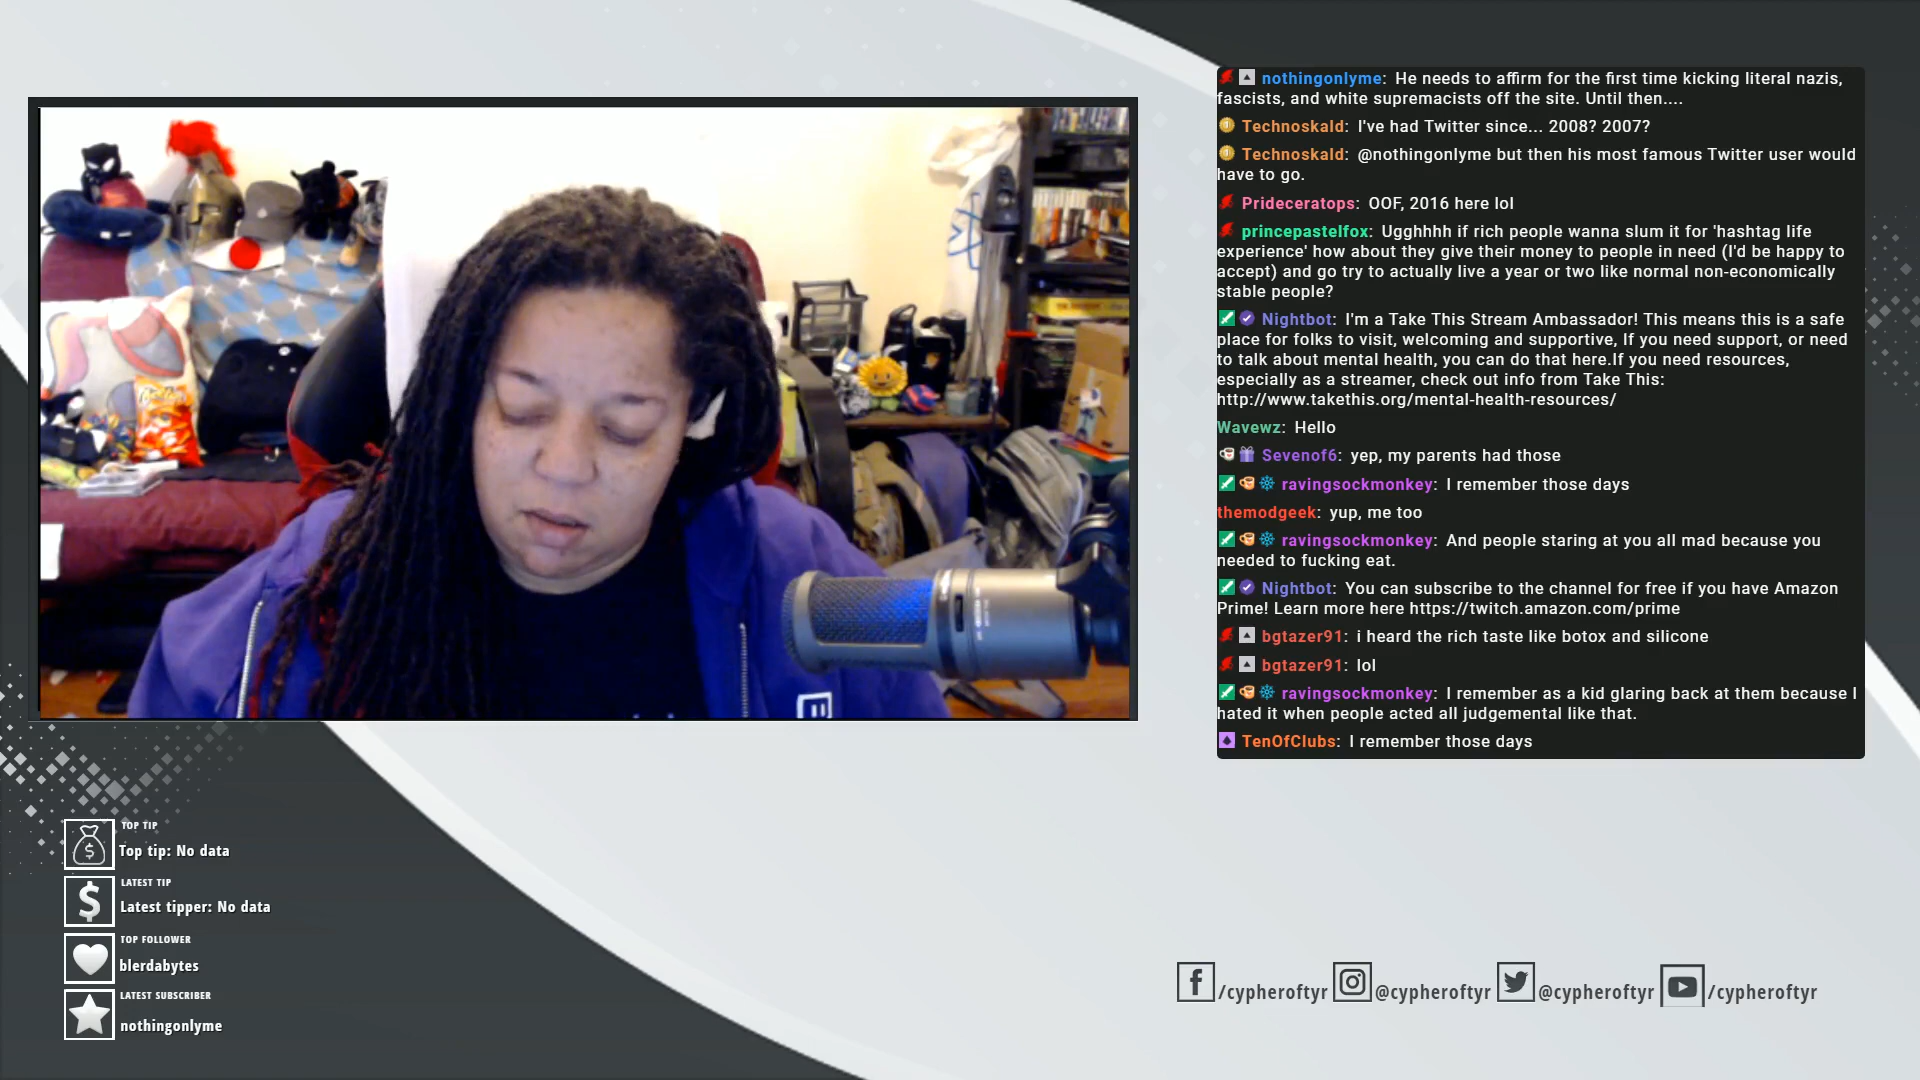 nothingonlyme: He needs to affirm for the first time kicking literal nazis,
fascists, and white supremacists off the site. Until then....
Technoskald: I've had Twitter since... 2008? 2007?
Technoskald: @nothingonlyme but then his most famous Twitter user would
have to go.
Prideceratops: OOF, 2016 here lol
princepastelfox: Ugghhhh if rich people wanna slum it for 'hashtag life
experience' how about they give their money to people in need (I'd be happy to
accept) and go try to actually live a year or two like normal non-economically
stable people?
Nightbot: I'm a Take This Stream Ambassador! This means this is a safe
place for folks to visit, welcoming and supportive, If you need support, or need
to talk about mental health, you can do that here.If you need resources,
especially as a streamer, check out info from Take This:
http://www.takethis.org/mental-health-resources/
Wavewz: Hello
Sevenof6: yep, my parents had those
ravingsockmonkey: I remember those days
themodgeek: yup, me too
ravingsockmonkey: And people staring at you all mad because you
needed to fucking eat.
Nightbot: You can subscribe to the channel for free if you have Amazon
Prime! Learn more here https://twitch.amazon.com/prime
bgtazer91: i heard the rich taste like botox and silicone
bgtazer91: lol
ravingsockmonkey: I remember as a kid glaring back at them because I
hated it when people acted all judgemental like that.
TenOfClubs: I remember those days
TOP TIP
Top tip: No data
LATEST TIP
Latest tipper: No data
TOP FOLLOWER
blerdabytes
LATEST SUBSCRIBER
nothingonlyme
/cypheroftyr @cypheroftyr @cypheroftyr /cypheroftyr